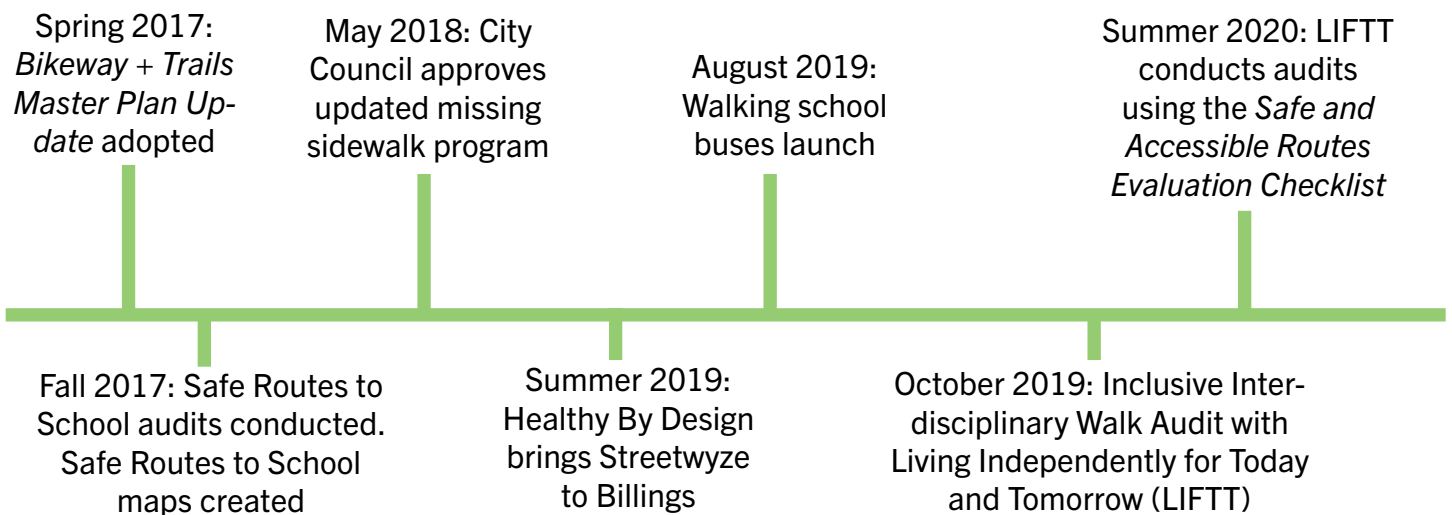 Spring 2017:
Bikeway + Trails
Master Plan Up-
date adopted
Fall 2017: Safe Routes to
School audits conducted.
Safe Routes to School
maps created
May 2018: City
Council approves
updated missing
sidewalk program
Summer 2019:
Healthy By Design
brings Streetwyze
to Billings
August 2019:
Walking school
buses launch
October 2019: Inclusive Inter-
disciplinary Walk Audit with
Living Independently for Today
and Tomorrow (LIFTT)
Summer 2020: LIFTT
conducts audits
using the Safe and
Accessible Routes
Evaluation Checklist